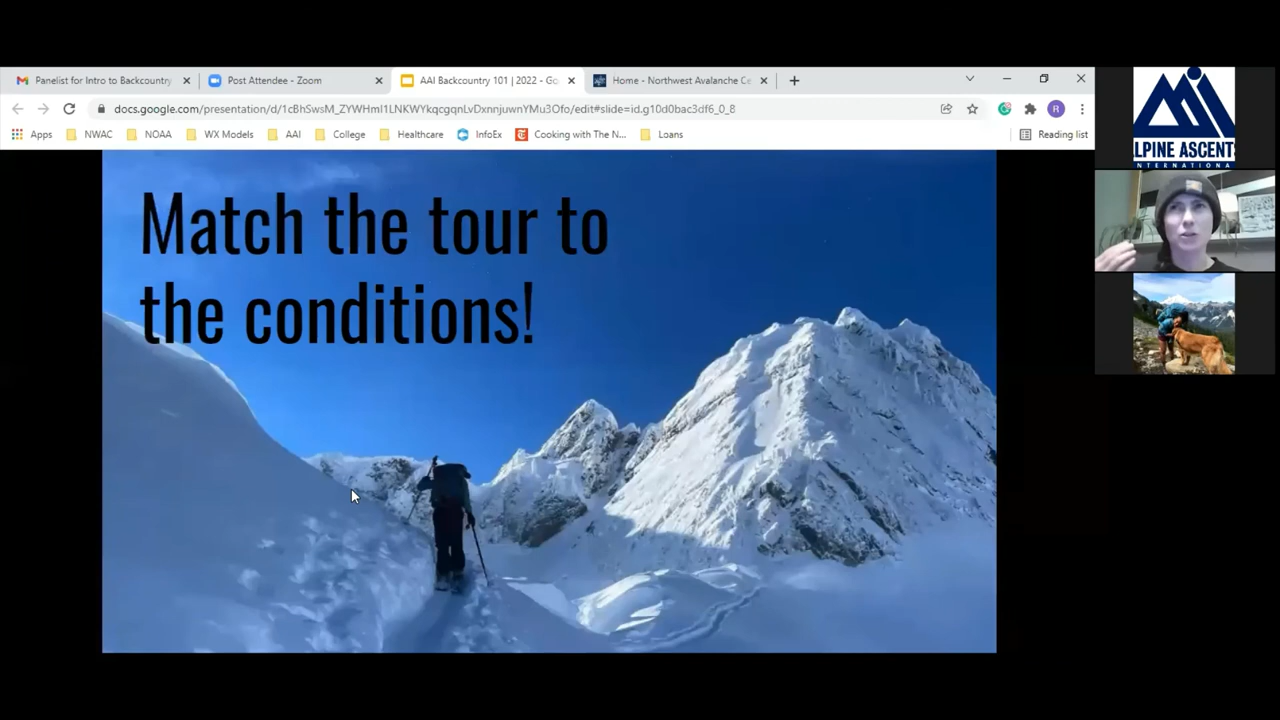 Panelist for Intro to Backcountry
Post Attendee - Zoom
AAI Backcountry 101 | 2022 - Go
Home - Northwest Avalanche Ce
docs.google.com/presentation/d/1cBhSwsM_ZYWHmI1LNKWYkqcgqnLvDxnnjuwnYMu3Ofo/edit#slide=id.g10d0bac3df6_0_8
R
Apps
NWAC
NOAA
WX Models
AAI
College
Healthcare
InfoEx
Cooking with The N...
Loans
Reading list
Match the tour to
the conditions!
LPINE ASCENT
NTERNATIONA